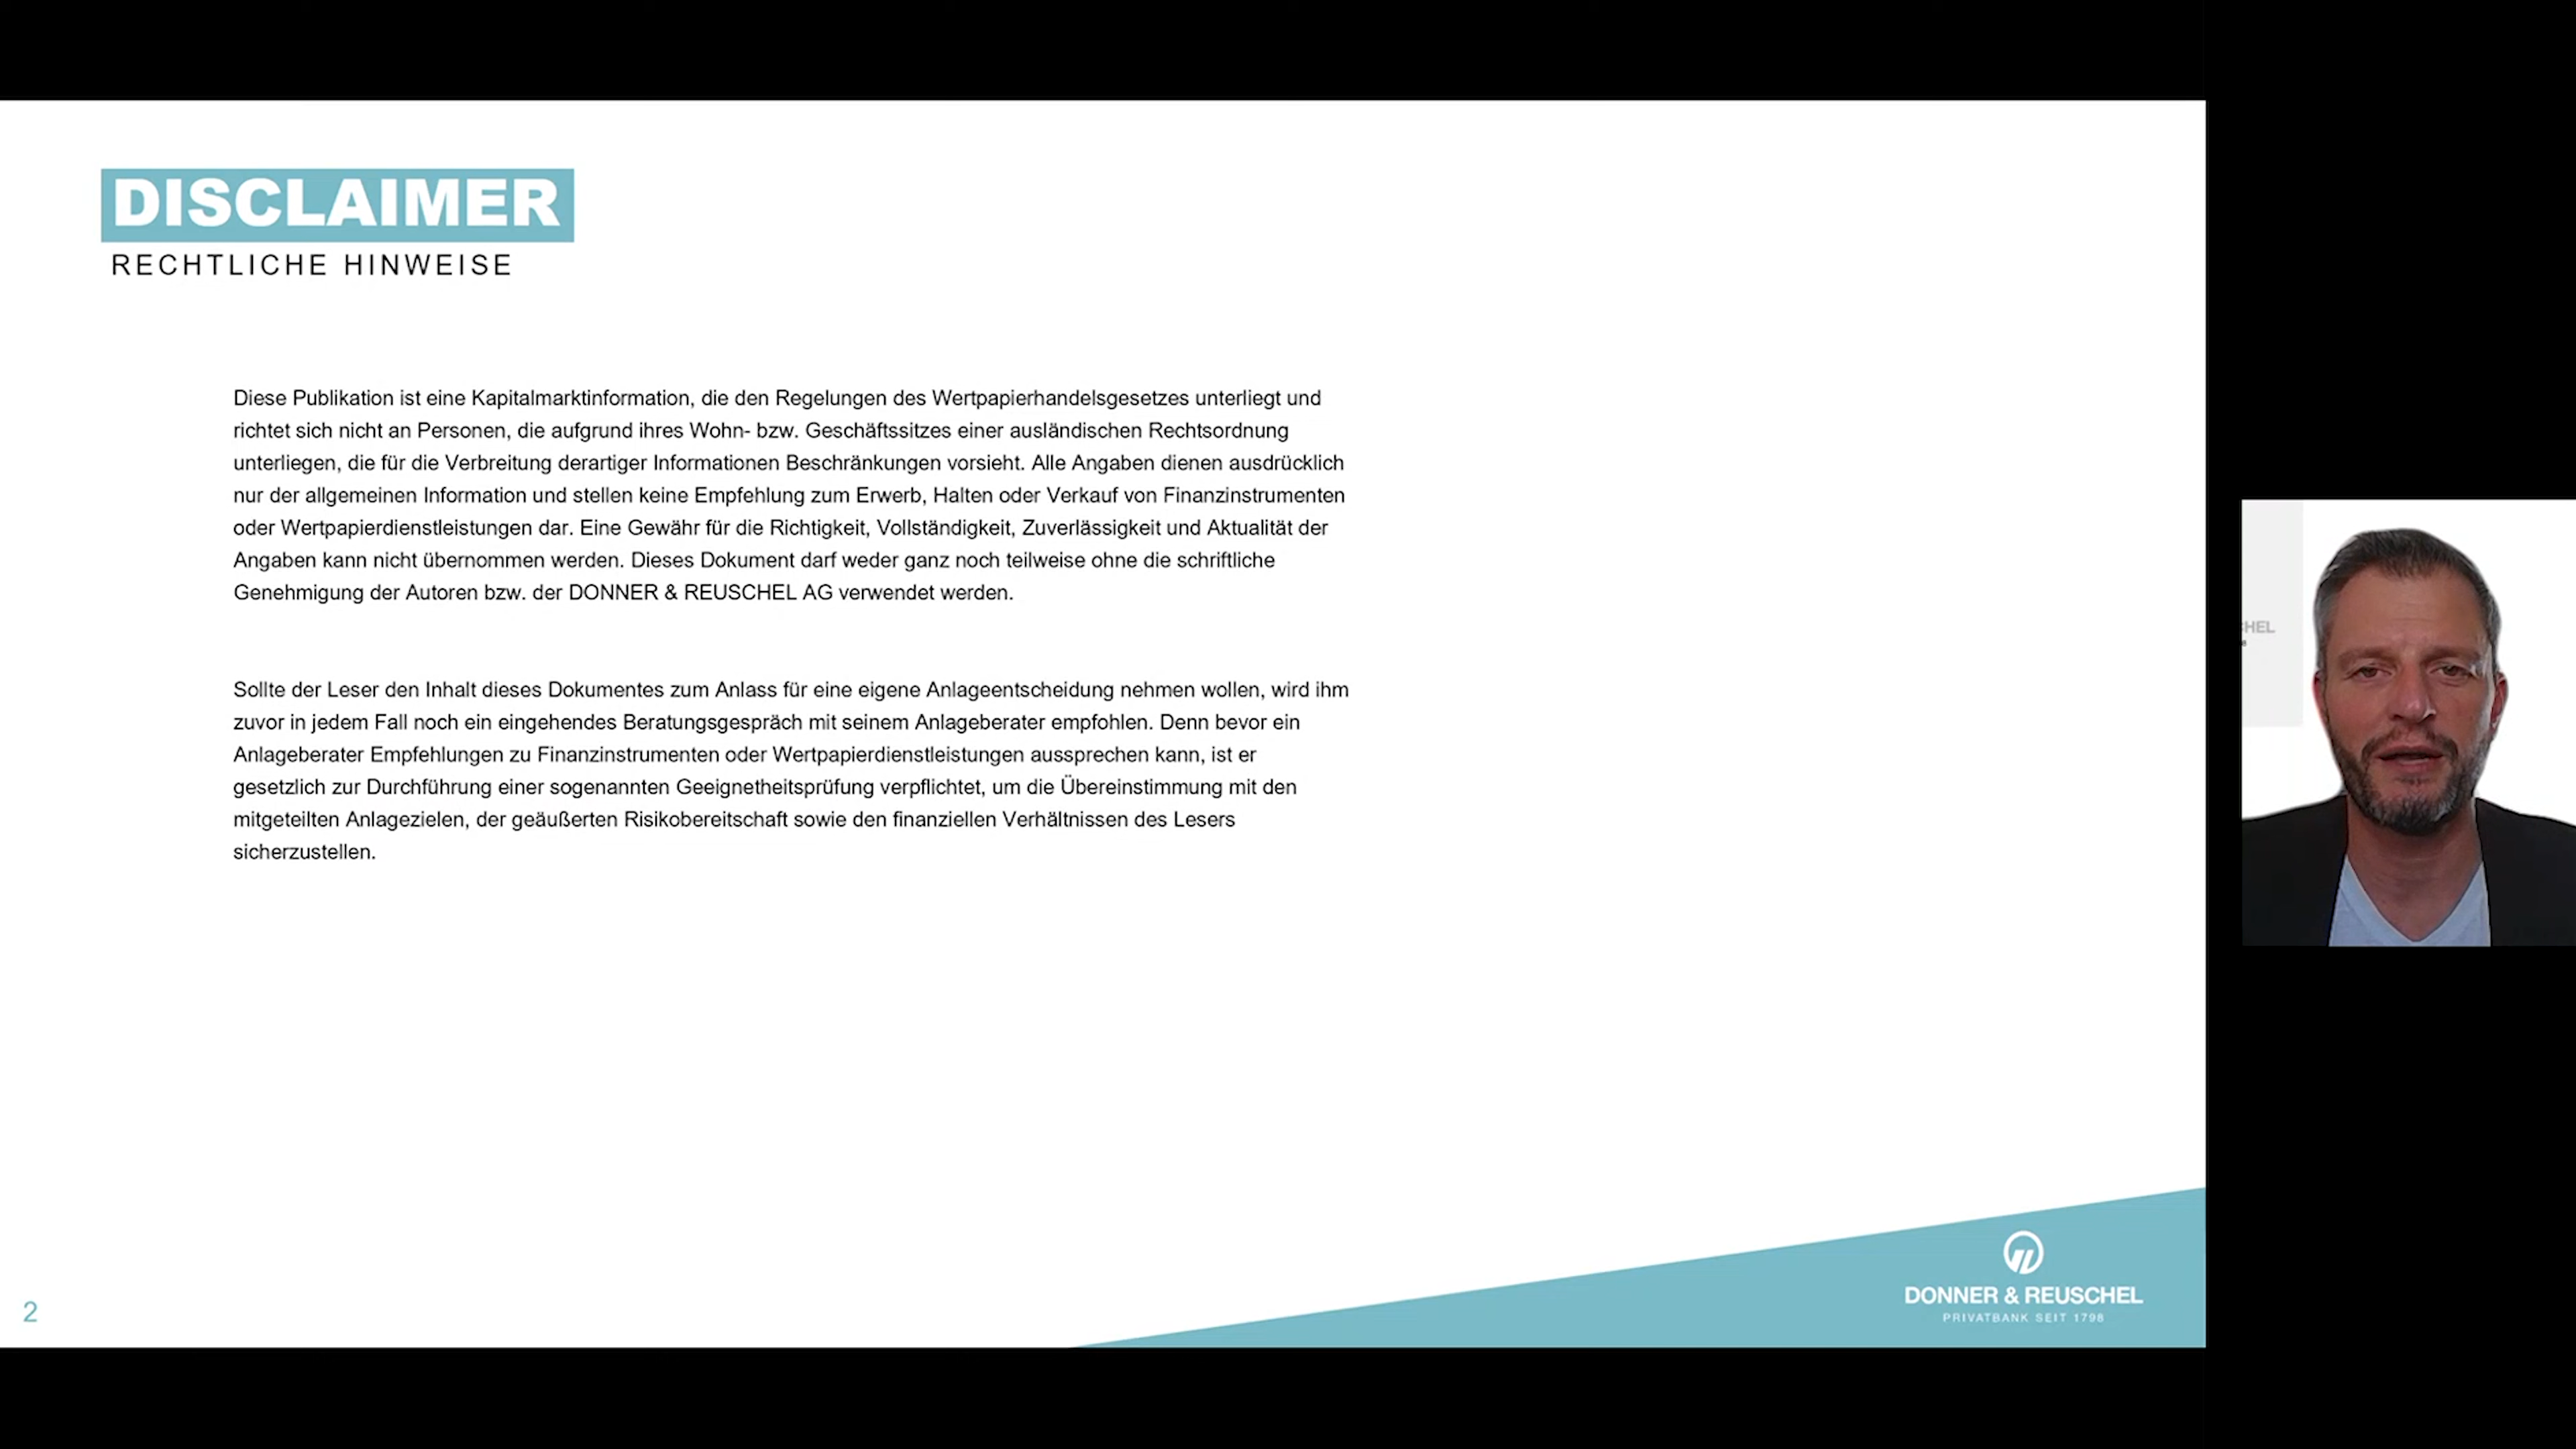 DISCLAIMER
RECHTLICHE HINWEISE
Diese Publikation ist eine Kapitalmarktinformation, die den Regelungen des Wertpapierhandelsgesetzes unterliegt und
richtet sich nicht an Personen, die aufgrund ihres Wohn- bzw. Geschäftssitzes einer ausländischen Rechtsordnung
unterliegen, die für die Verbreitung derartiger Informationen Beschränkungen vorsieht. Alle Angaben dienen ausdrücklich
nur der allgemeinen Information und stellen keine Empfehlung zum Erwerb, Halten oder Verkauf von Finanzinstrumenten
oder Wertpapierdienstleistungen dar. Eine Gewähr für die Richtigkeit, Vollständigkeit, Zuverlässigkeit und Aktualität der
Angaben kann nicht übernommen werden. Dieses Dokument darf weder ganz noch teilweise ohne die schriftliche
Genehmigung der Autoren bzw. der DONNER & REUSCHEL AG verwendet werden.
Sollte der Leser den Inhalt dieses Dokumentes zum Anlass für eine eigene Anlageentscheidung nehmen wollen, wird ihm
zuvor in jedem Fall noch ein eingehendes Beratungsgespräch mit seinem Anlageberater empfohlen. Denn bevor ein
Anlageberater Empfehlungen zu Finanzinstrumenten oder Wertpapierdienstleistungen aussprechen kann, ist er
gesetzlich zur Durchführung einer sogenannten Geeignetheitsprüfung verpflichtet, um die Übereinstimmung mit den
mitgeteilten Anlagezielen, der geäußerten Risikobereitschaft sowie den finanziellen Verhältnissen des Lesers
sicherzustellen.
HEL
2
DONNER & REUSCHEL
PRIVATBANK SEIT 1798